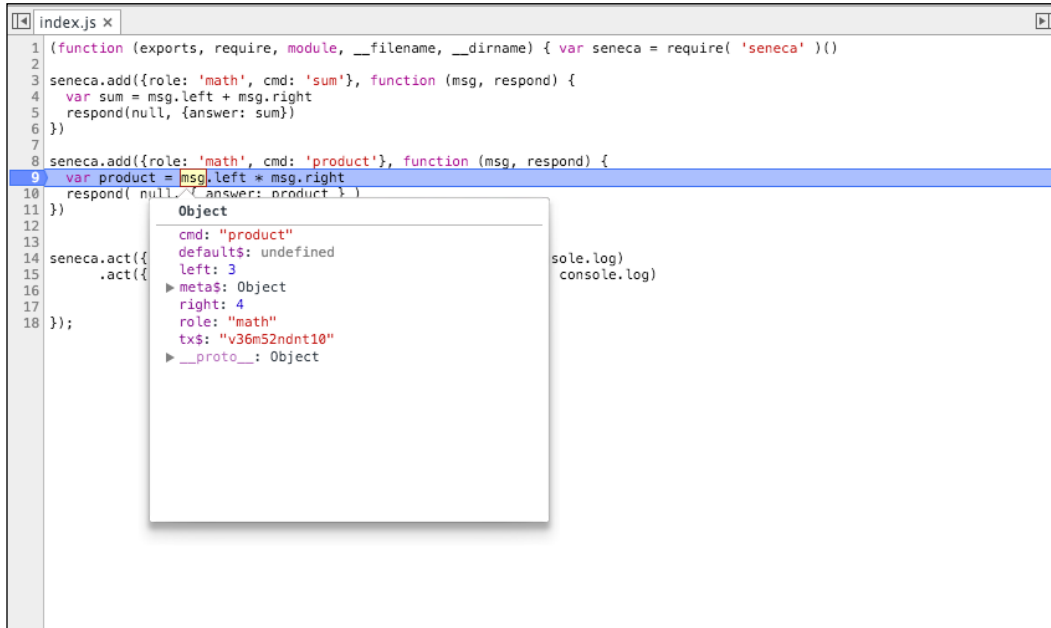 index.js ×
1 (function (exports, require, module, __filename, __dirname) { var seneca = require( 'seneca' )()
2
3 seneca.add({role: 'math', cmd: 'sum'}, function (msg, respond) {
4   var sum = msg.left + msg.right
5   respond(null, {answer: sum})
6 })
7
8 seneca.add({role: 'math', cmd: 'product'}, function (msg, respond) {
9   var product = msg.left * msg.right
10   respond( null, { answer: product } )
11 })
12
13
14 seneca.act({ sole.log)
15       .act({ console.log)
16
17
18 });
Object
cmd: "product"
default$: undefined
left: 3
▶ meta$: Object
right: 4
role: "math"
tx$: "v36m52ndnt10"
▶ __proto__: Object